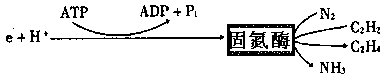 ATP ADP + Pi N₂
e + H⁺ 固氮酶 C₂H₂
C₂H₄
NH₃